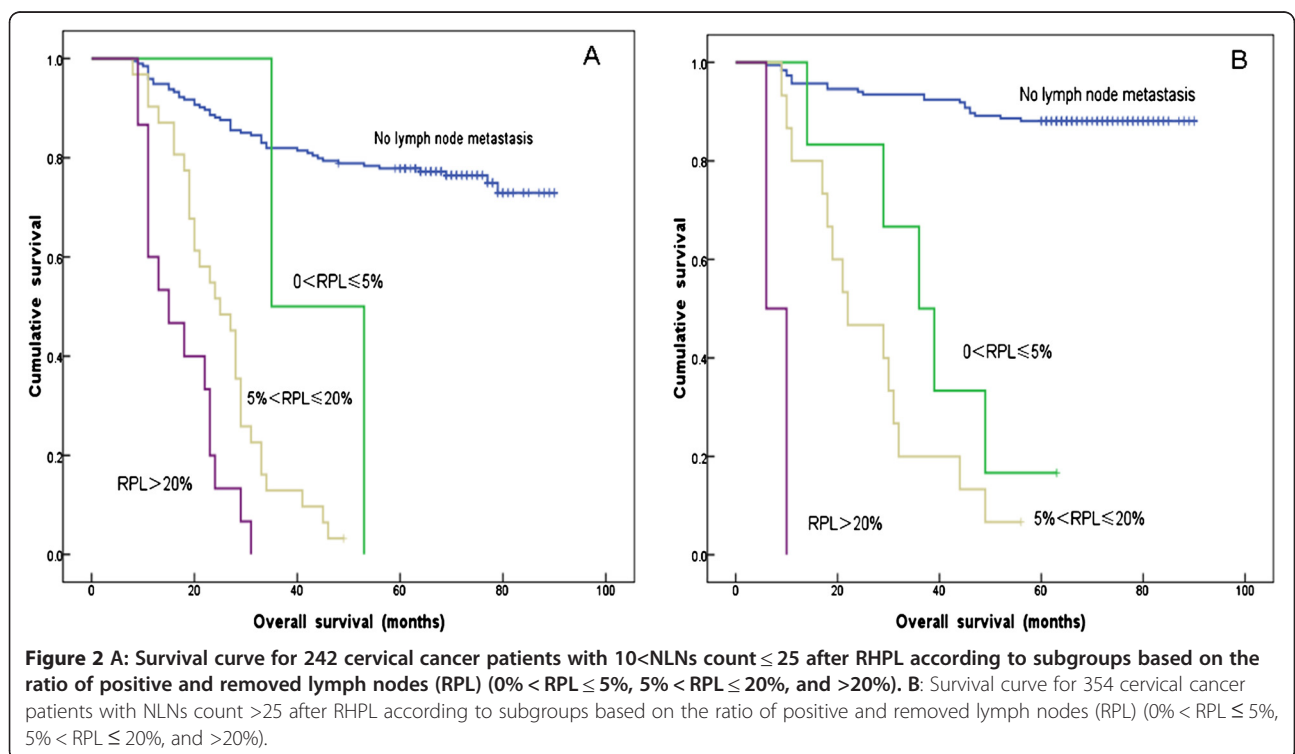 A
1.0
0.8
0.6
0.4
0.2
0.0
Cumulative survival
No lymph node metastasis
0<RPL≤5%
5%<RPL≤20%
RPL>20%
0 20 40 60 80 100
Overall survival (months)
B
1.0
0.8
0.6
0.4
0.2
0.0
Cumulative survival
No lymph node metastasis
0<RPL≤5%
5%<RPL≤20%
RPL>20%
0 20 40 60 80 100
Overall survival (months)
Figure 2 A: Survival curve for 242 cervical cancer patients with 10<NLNs count ≤ 25 after RHPL according to subgroups based on the
ratio of positive and removed lymph nodes (RPL) (0% < RPL ≤ 5%, 5% < RPL ≤ 20%, and >20%). B: Survival curve for 354 cervical cancer
patients with NLNs count >25 after RHPL according to subgroups based on the ratio of positive and removed lymph nodes (RPL) (0% < RPL ≤ 5%,
5% < RPL ≤ 20%, and >20%).